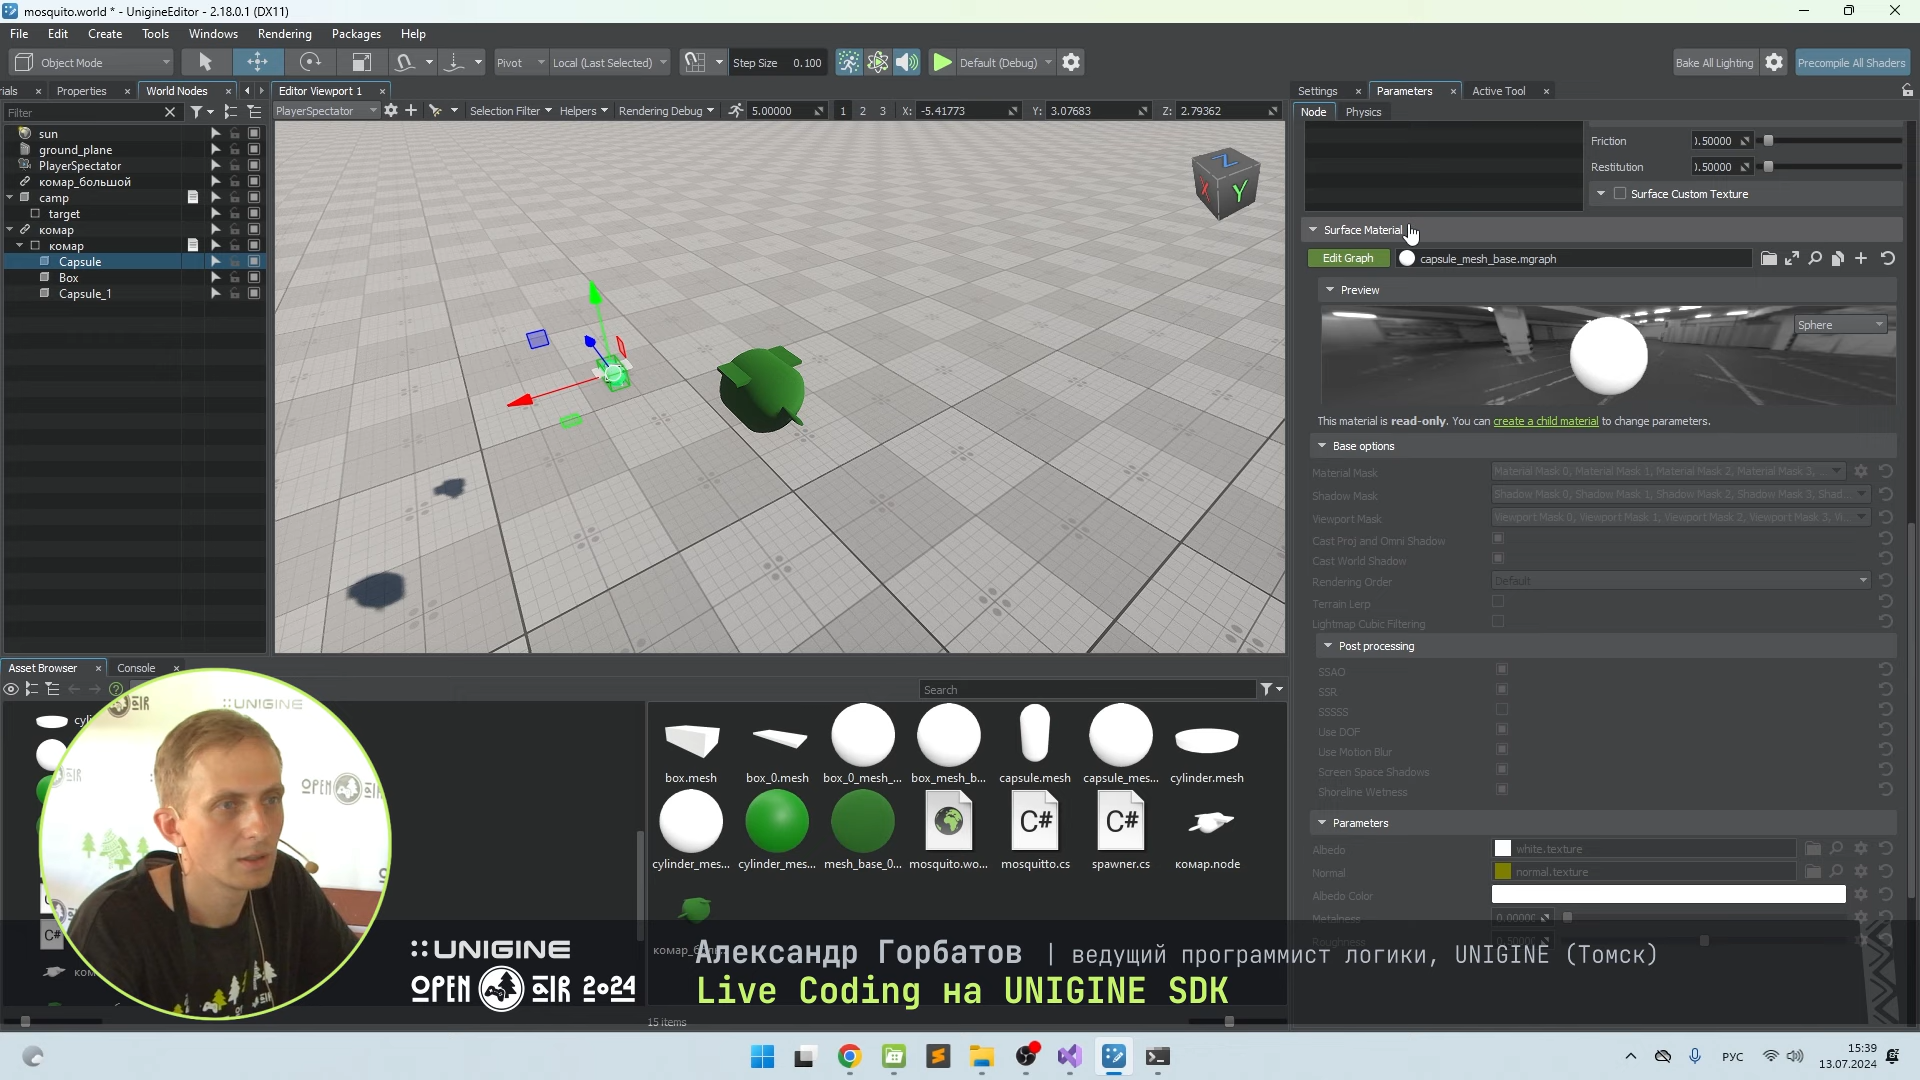 mosquito.world * - UnigineEditor - 2.18.0.1 (DX11)
File Edit Create Tools Windows Rendering Packages Help
Object Mode Pivot Local (Last Selected) Step Size 0.100 Default (Debug) Bake All Lighting Precompile All Shaders
Properties World Nodes Editor Viewport 1 Settings Parameters Active Tool
Filter PlayerSpectator Selection Filter Helpers Rendering Debug 5.00000 1 2 3 X: -5.41773 Y: 3.07683 Z: 2.79362 Node Physics
sun
ground_plane
PlayerSpectator
комар_большой
camp
target
комар
комар
Capsule
Box
Capsule_1
Z
X Y
Friction ).50000
Restitution ).50000
Surface Custom Texture
Surface Material
Edit Graph capsule_mesh_base.mgraph
Preview
Sphere
This material is read-only. You can create a child material to change parameters.
Base options
Material Mask Material Mask 0, Material Mask 1, Material Mask 2, Material Mask 3, ...
Shadow Mask Shadow Mask 0, Shadow Mask 1, Shadow Mask 2, Shadow Mask 3, Shad...
Viewport Mask Viewport Mask 0, Viewport Mask 1, Viewport Mask 2, Viewport Mask 3, Vi...
Cast Proj and Omni Shadow
Cast World Shadow
Rendering Order Default
Terrain Lerp
Lightmap Cubic Filtering
Post processing
SSAO
SSR
SSSSS
Use DOF
Use Motion Blur
Screen Space Shadows
Shoreline Wetness
Parameters
Albedo white.texture
Normal normal.texture
Albedo Color
Metalness
Asset Browser Console
Search
box.mesh box_0.mesh box_0_mesh_... box_mesh_b... capsule.mesh capsule_mes... cylinder.mesh
cylinder_mes... cylinder_mes... mesh_base_0... mosquito.wo... mosquitto.cs spawner.cs комар.node
C# C#
15 items
::UNIGINE
OPEN AIR 2024
Александр Горбатов | ведущий программист логики, UNIGINE (Томск)
Live Coding на UNIGINE SDK
РУС
15:39
13.07.2024